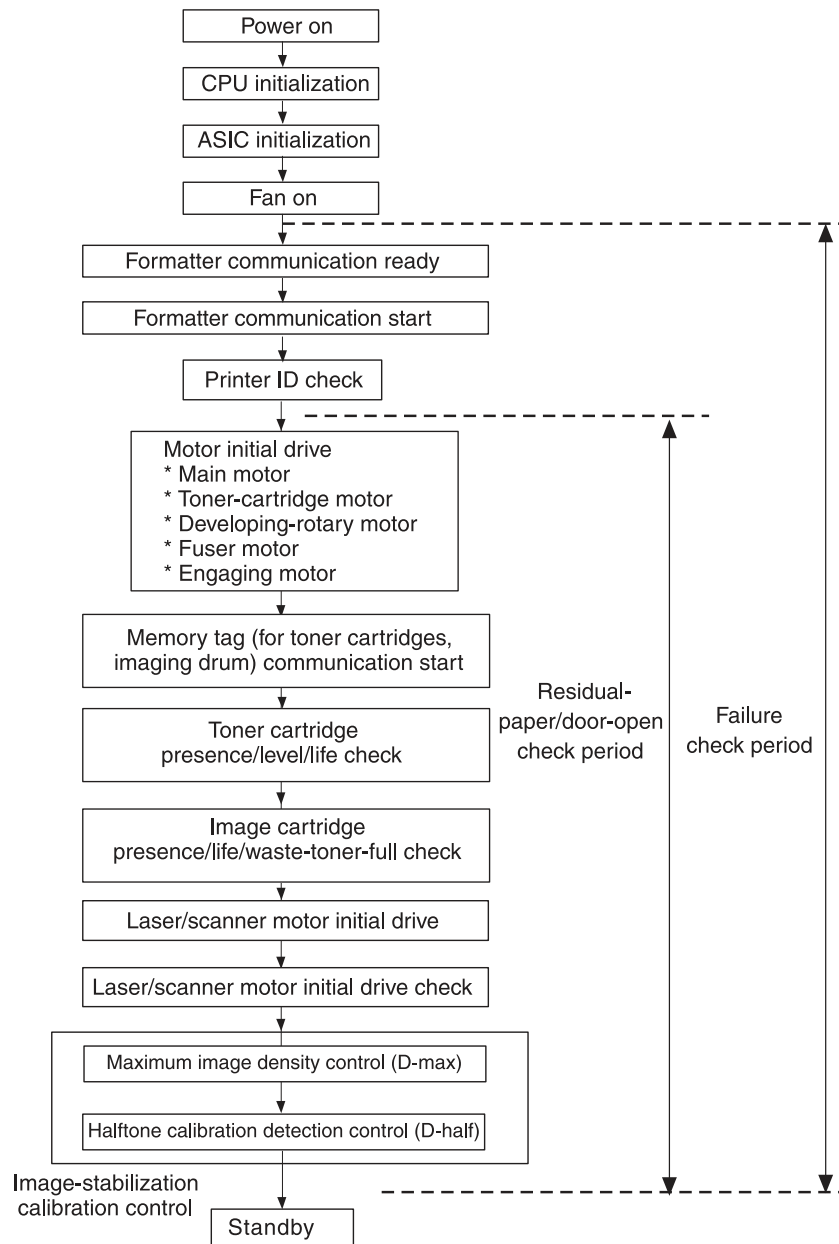 Power on
CPU initialization
ASIC initialization
Fan on
Formatter communication ready
Formatter communication start
Printer ID check
Motor initial drive
* Main motor
* Toner-cartridge motor
* Developing-rotary motor
* Fuser motor
* Engaging motor
Memory tag (for toner cartridges,
imaging drum) communication start
Toner cartridge
presence/level/life check
Image cartridge
presence/life/waste-toner-full check
Laser/scanner motor initial drive
Laser/scanner motor initial drive check
Maximum image density control (D-max)
Halftone calibration detection control (D-half)
Image-stabilization
calibration control
Standby
Residual-
paper/door-open
check period
Failure
check period